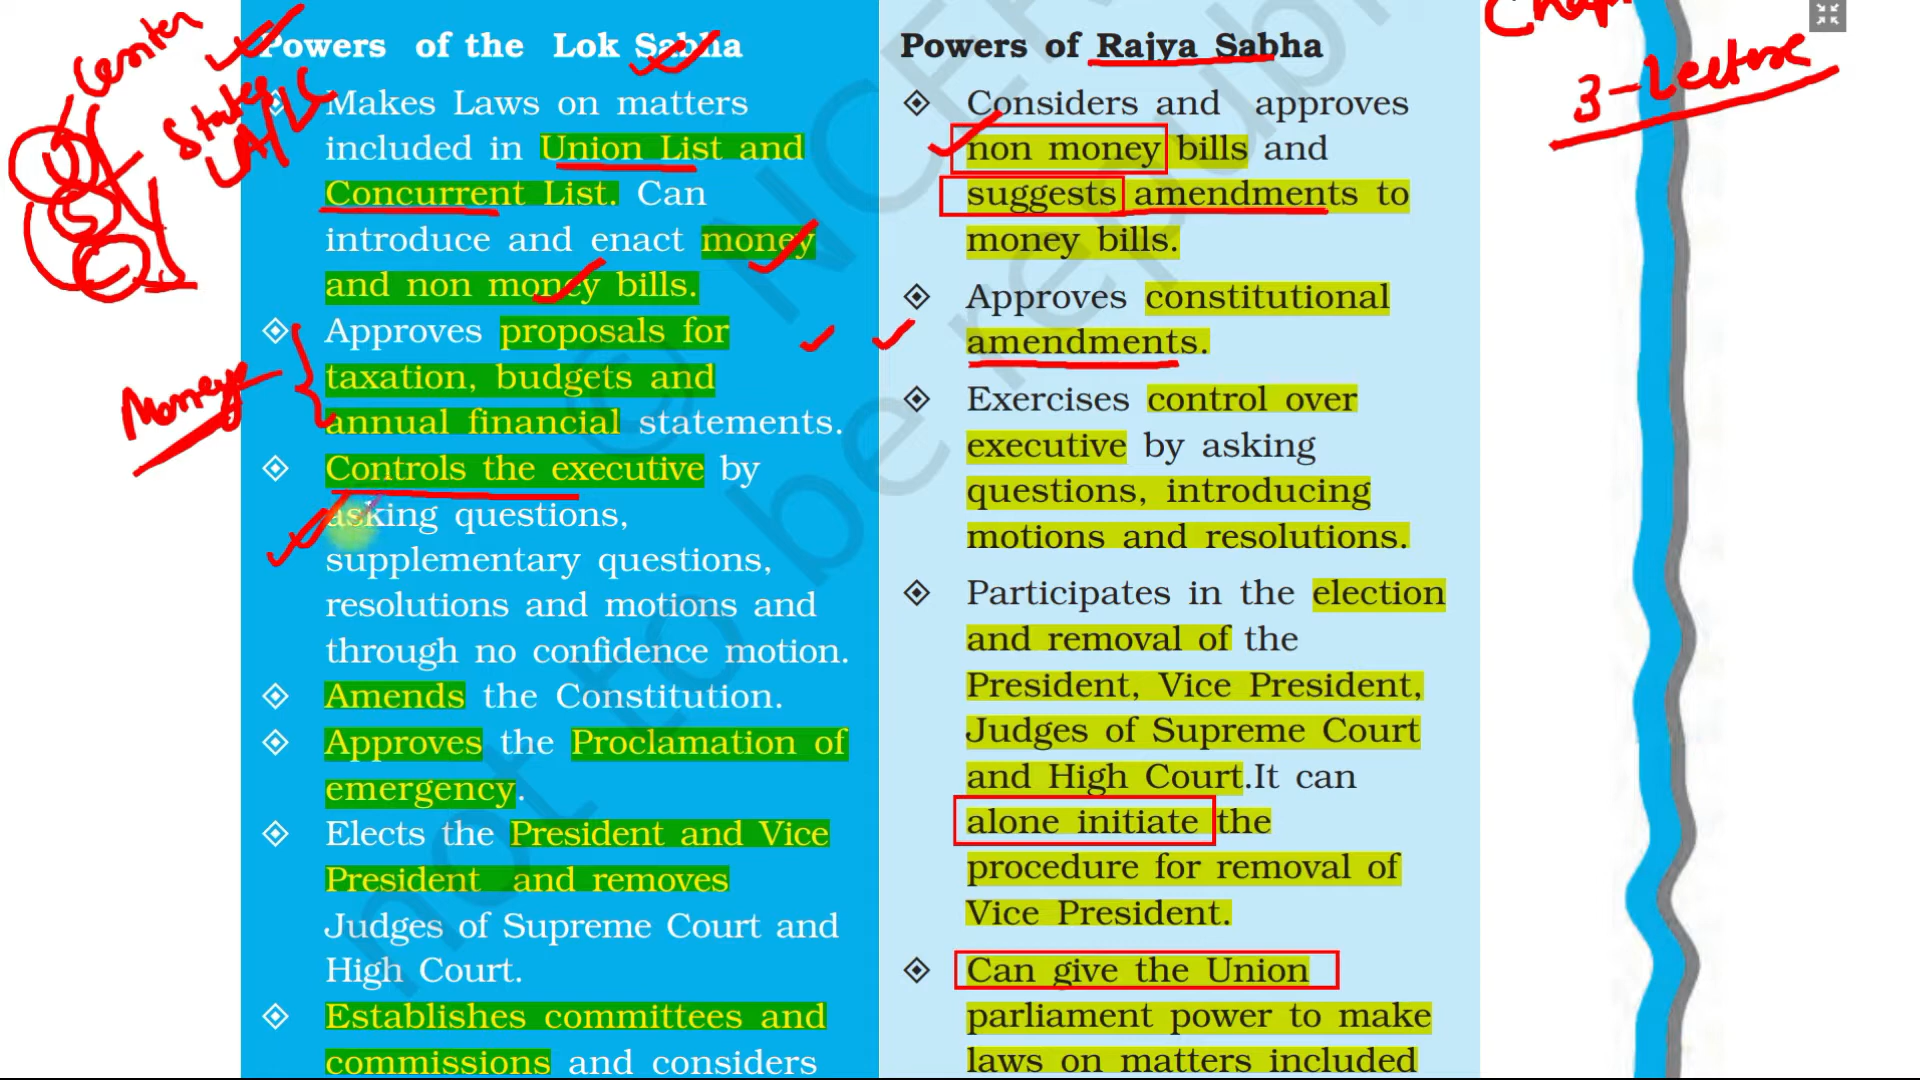 Powers of the Lok Sabha
Makes Laws on matters
included in Union List and
Concurrent List. Can
introduce and enact money
and non money bills.
Approves proposals for
taxation, budgets and
annual financial statements.
Controls the executive by
asking questions,
supplementary questions,
resolutions and motions and
through no confidence motion.
Amends the Constitution.
Approves the Proclamation of
emergency.
Elects the President and Vice
President and removes
Judges of Supreme Court and
High Court.
Establishes committees and
commissions and considers
Powers of Rajya Sabha
Considers and approves
non money bills and
suggests amendments to
money bills.
Approves constitutional
amendments.
Exercises control over
executive by asking
questions, introducing
motions and resolutions.
Participates in the election
and removal of the
President, Vice President,
Judges of Supreme Court
and High Court.It can
alone initiate the
procedure for removal of
Vice President.
Can give the Union
parliament power to make
laws on matters included
Center
States
LA/LC
U
S
C
Money
3-Lecture
© NCER
not to be republ